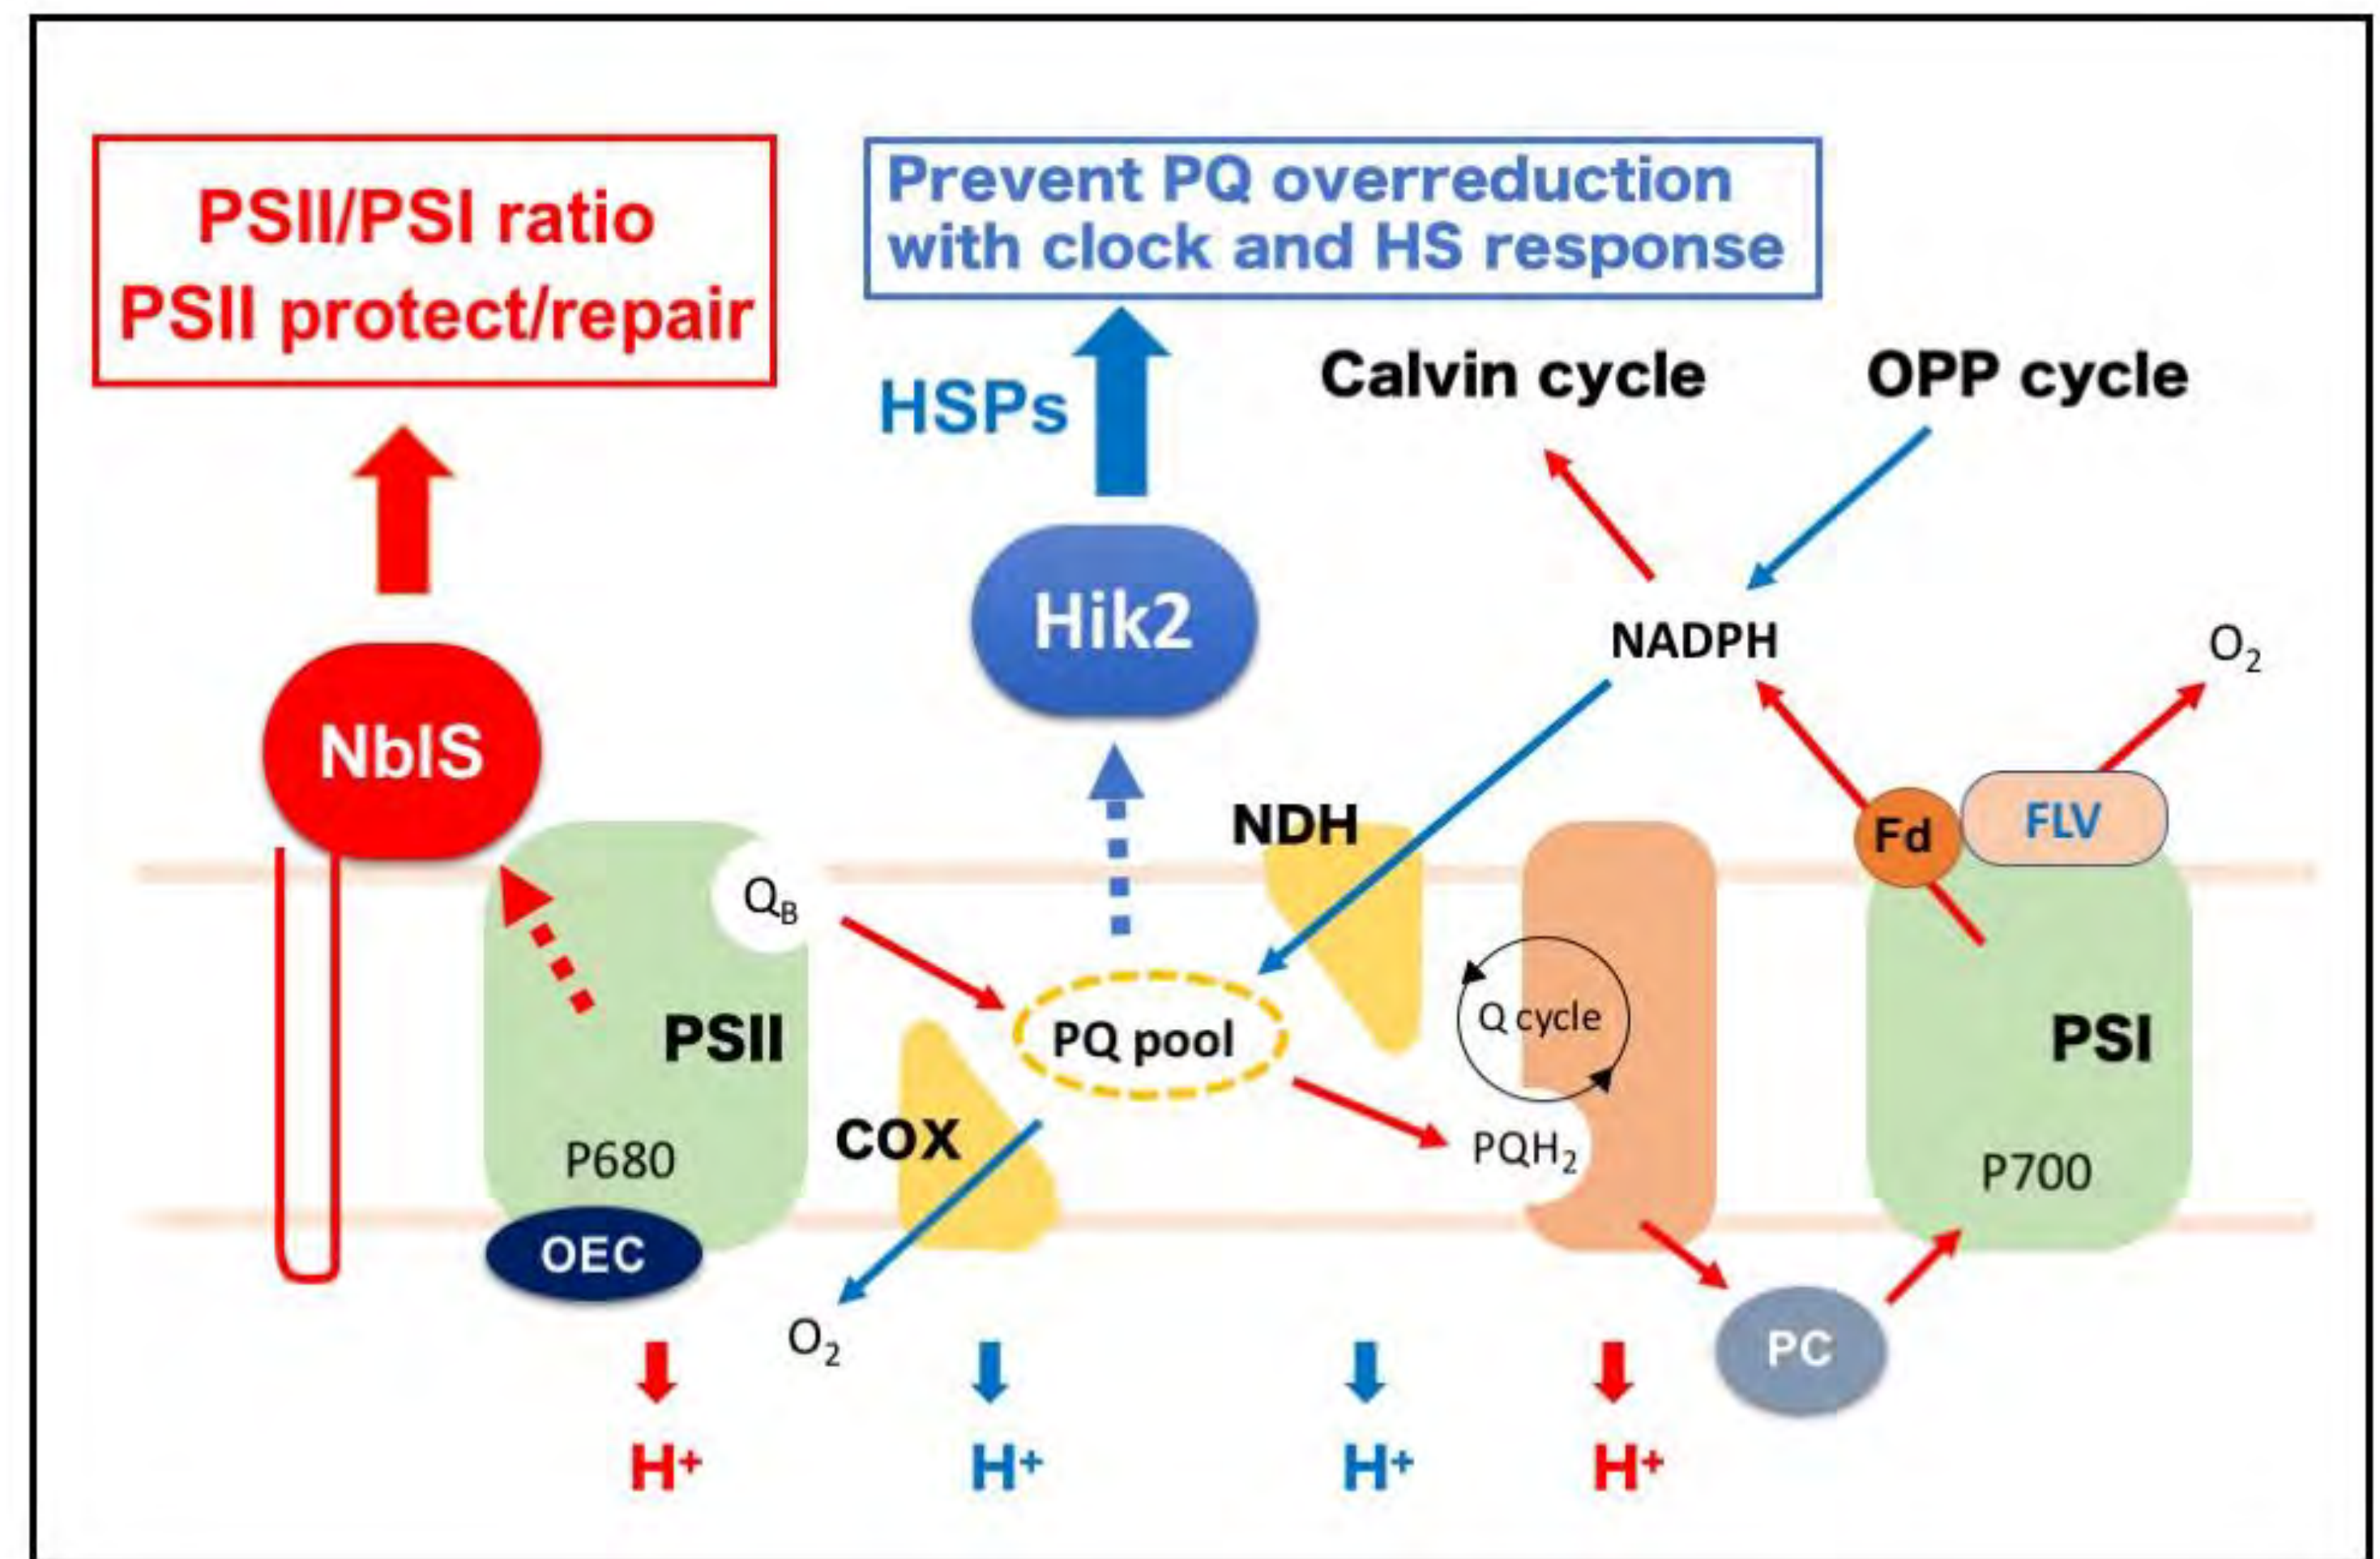 PSII/PSI ratio
PSII protect/repair
Prevent PQ overreduction
with clock and HS response
HSPs
Calvin cycle
OPP cycle
Hik2
NADPH
O₂
NblS
NDH
Fd
FLV
Q_B
PSII
PQ pool
Q cycle
PSI
COX
P680
PQH₂
P700
OEC
O₂
PC
H⁺
H⁺
H⁺
H⁺